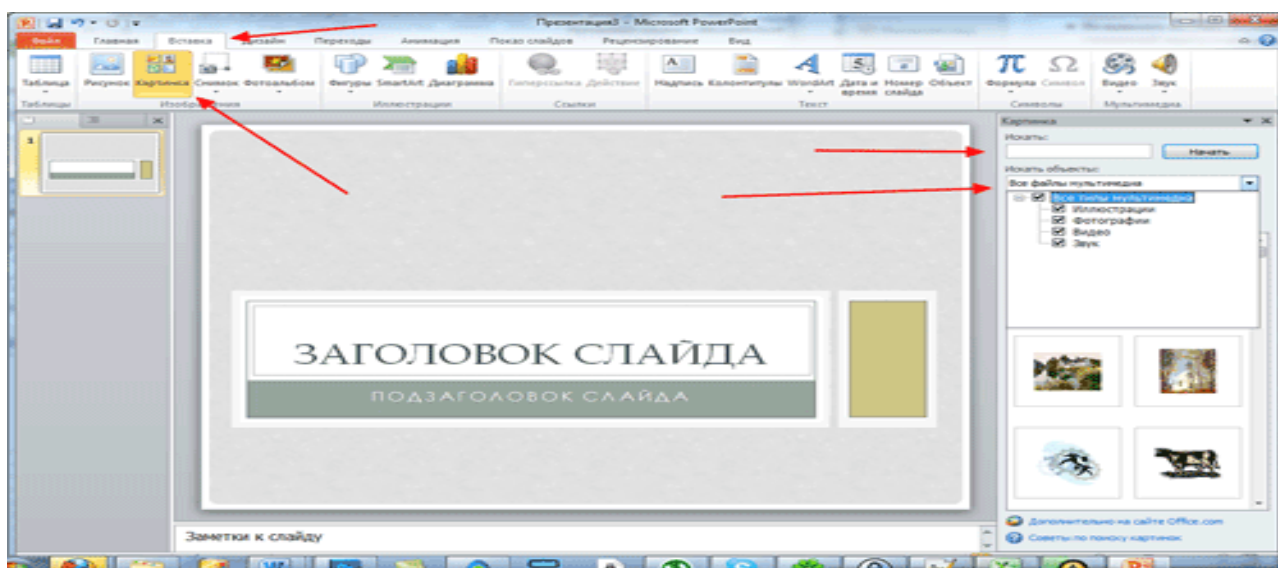 Презентация3 - Microsoft PowerPoint
Файл Главная Вставка Дизайн Переходы Анимация Показ слайдов Рецензирование Вид
Таблица Рисунок Картинка Снимок Фотоальбом Фигуры SmartArt Диаграмма Гиперссылка Действие Надпись Колонтитулы WordArt Дата и время Номер слайда Объект Формула Символ Видео Звук
Таблицы Изображения Иллюстрации Ссылки Текст Символы Мультимедиа
Картинка
Искать:
Начать
1
Искать объекты:
Все файлы мультимедиа
Все типы мультимедиа
Иллюстрации
Фотографии
Видео
Звук
ЗАГОЛОВОК СЛАЙДА
ПОДЗАГОЛОВОК СЛАЙДА
Дополнительно на сайте Office.com
Заметки к слайду
Советы по поиску картинок